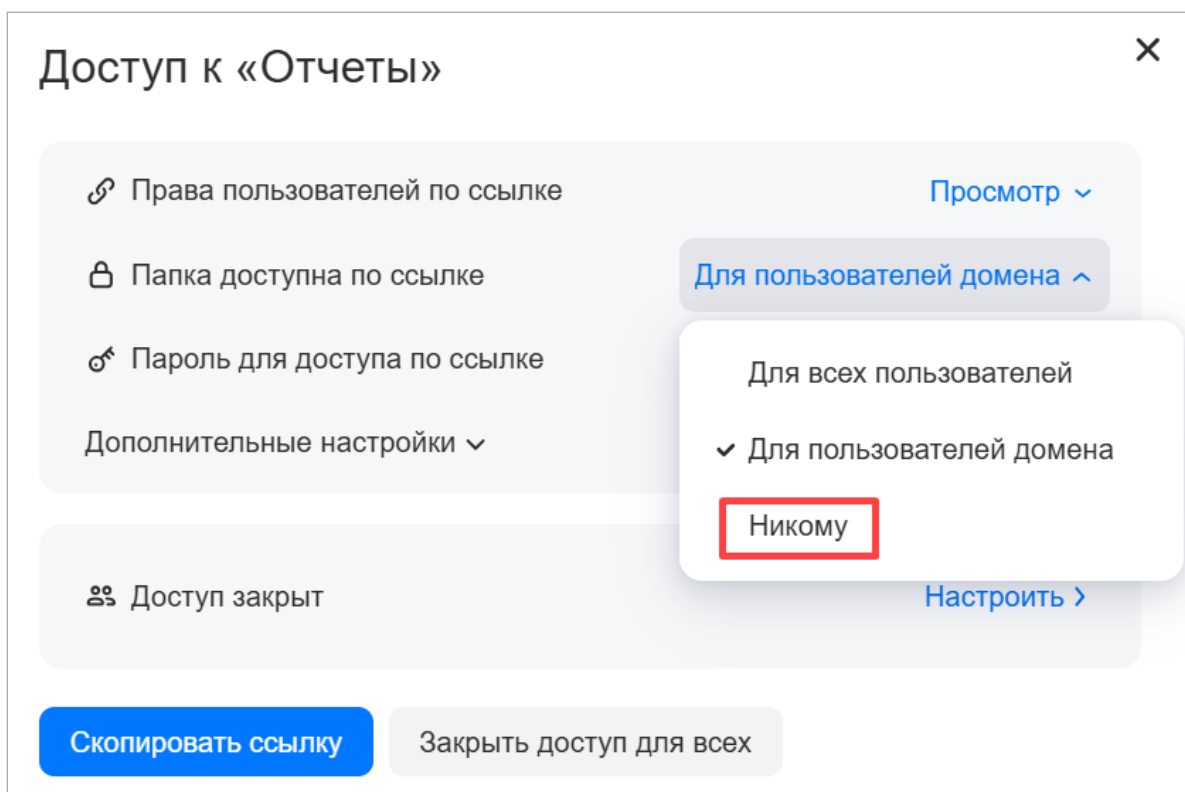 Доступ к «Отчеты»
Права пользователей по ссылке
Просмотр
Папка доступна по ссылке
Для пользователей домена
Пароль для доступа по ссылке
Для всех пользователей
Дополнительные настройки
Для пользователей домена
Никому
Доступ закрыт
Настроить
Скопировать ссылку
Закрыть доступ для всех